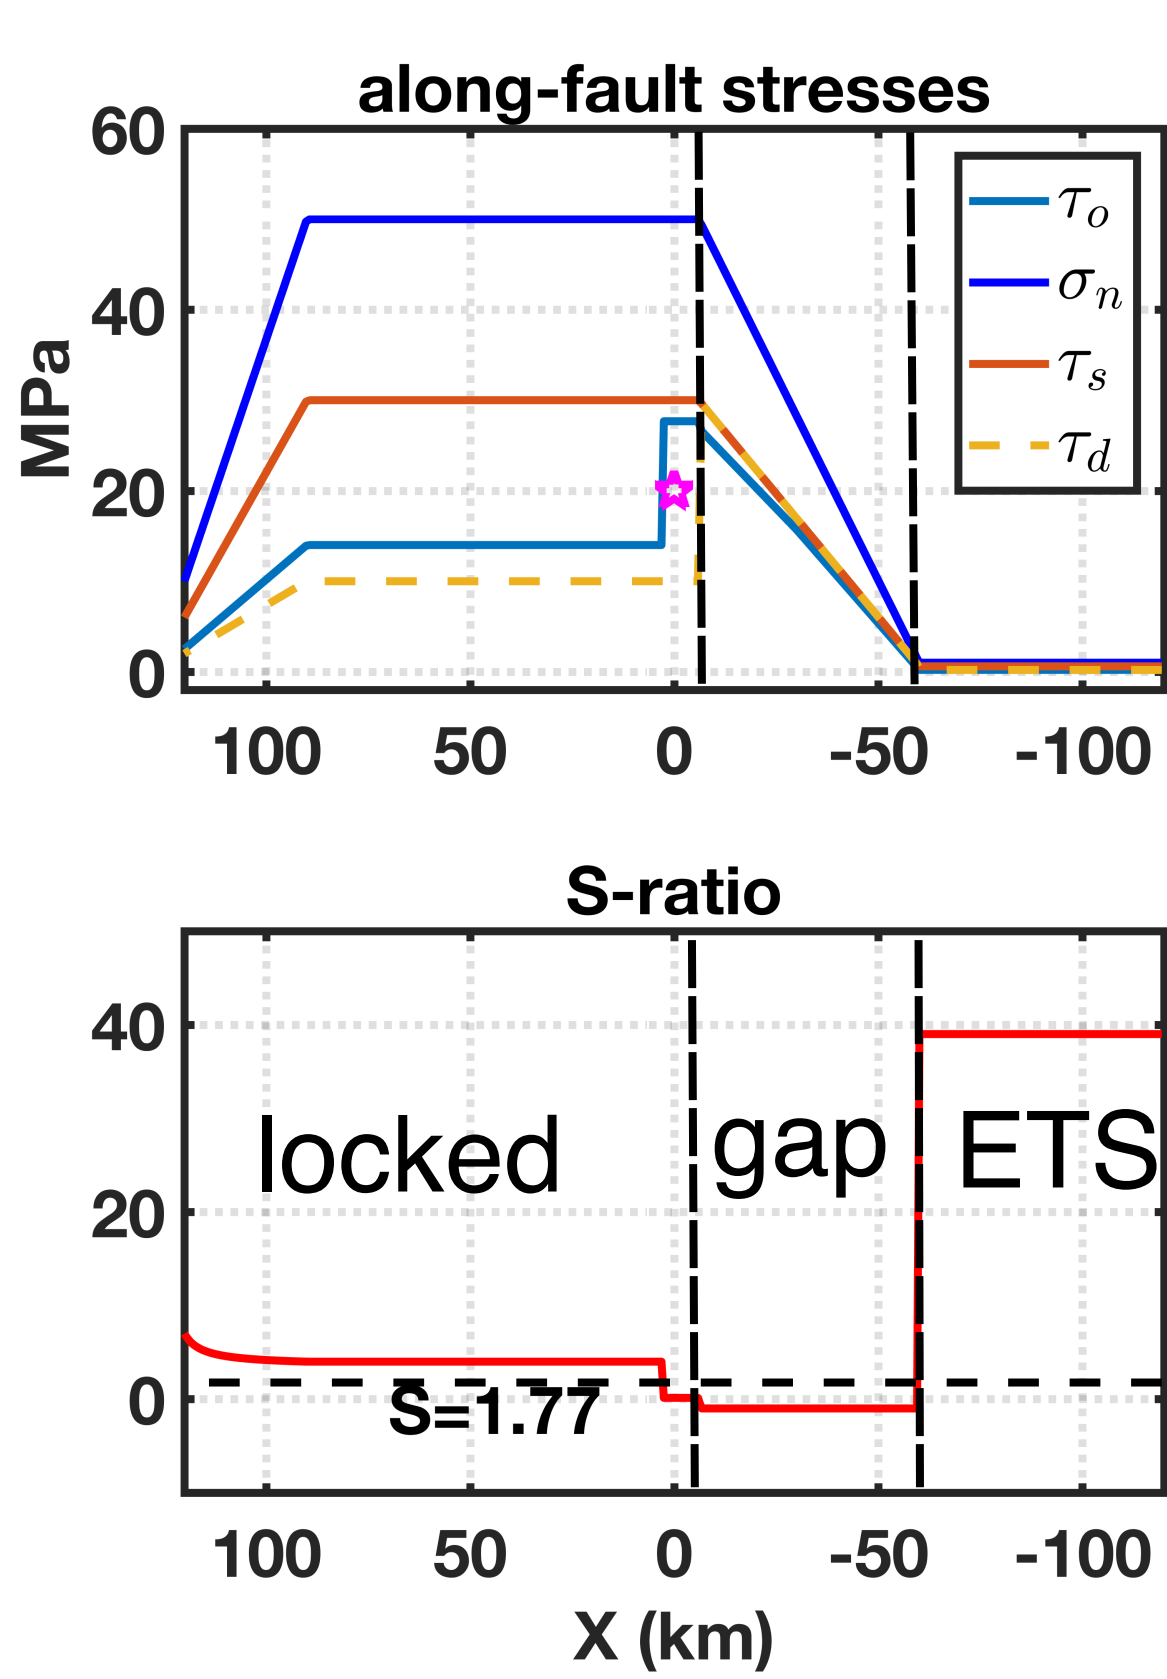 along-fault stresses
60
40
20
0
MPa
τₒ
σₙ
τₛ
τ_d
100 50 0 -50 -100
S-ratio
40
20
0
locked gap ETS
S=1.77
100 50 0 -50 -100
X (km)